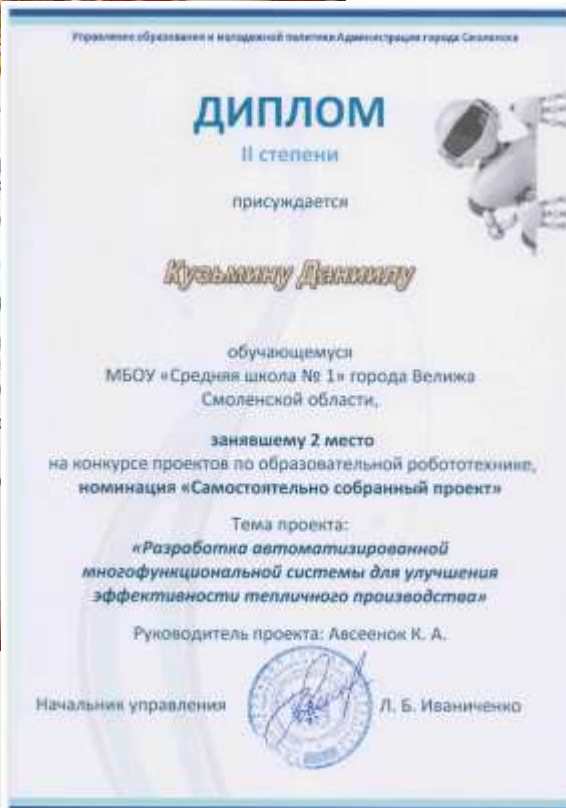 Управление образования и молодежной политики Администрации города Смоленска
ДИПЛОМ
II степени
присуждается
Кузьмину Даниилу
обучающемуся
МБОУ «Средняя школа № 1» города Велижа
Смоленской области,
занявшему 2 место
на конкурсе проектов по образовательной робототехнике,
номинация «Самостоятельно собранный проект»
Тема проекта:
«Разработка автоматизированной
многофункциональной системы для улучшения
эффективности тепличного производства»
Руководитель проекта: Авсеенок К. А.
Начальник управления
Л. Б. Иваниченко